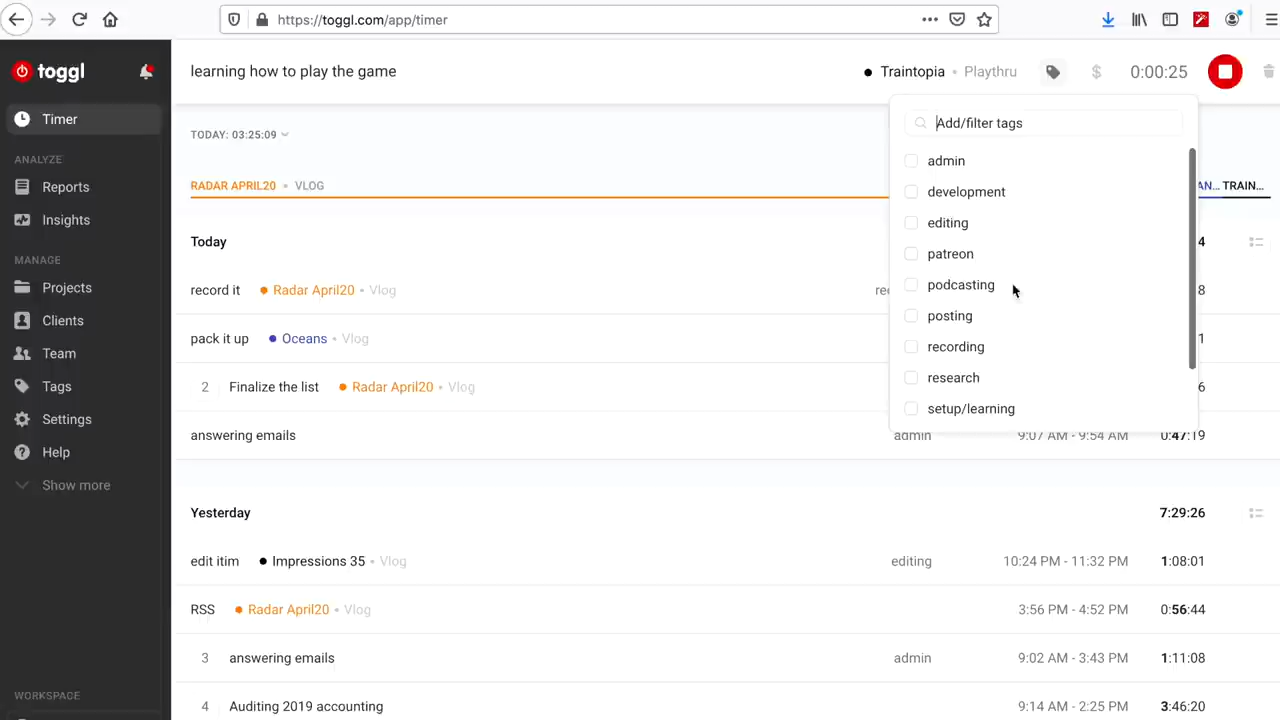 https://toggl.com/app/timer
toggl
learning how to play the game
Traintopia • Playthru
$
0:00:25
Timer
ANALYZE
Reports
Insights
MANAGE
Projects
Clients
Team
Tags
Settings
Help
Show more
WORKSPACE
TODAY: 03:25:09
RADAR APRIL20 • VLOG
AN... TRAIN...
Add/filter tags
admin
development
editing
patreon
podcasting
posting
recording
research
setup/learning
Today
4
record it Radar April20 • Vlog rec 8
pack it up Oceans • Vlog 1
2 Finalize the list Radar April20 • Vlog 6
answering emails admin 9:07 AM - 9:54 AM 0:47:19
Yesterday 7:29:26
edit itim Impressions 35 • Vlog editing 10:24 PM - 11:32 PM 1:08:01
RSS Radar April20 • Vlog 3:56 PM - 4:52 PM 0:56:44
3 answering emails admin 9:02 AM - 3:43 PM 1:11:08
4 Auditing 2019 accounting 9:14 AM - 2:25 PM 3:46:20